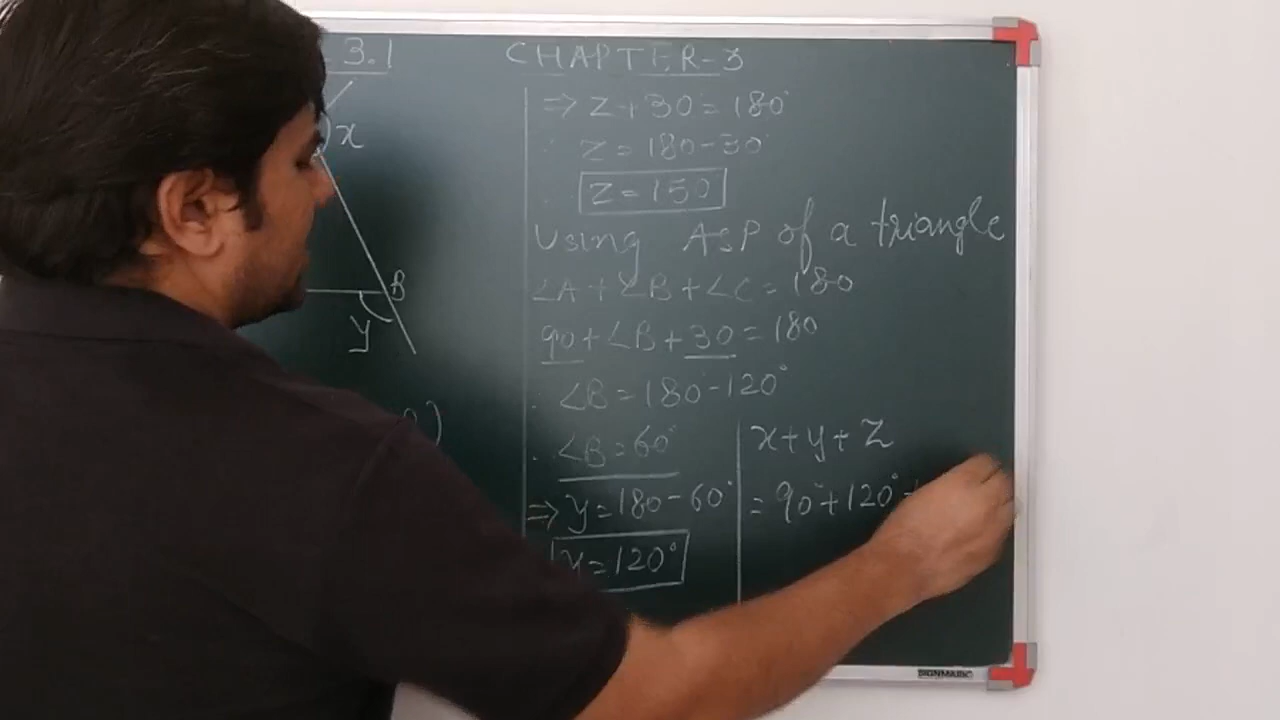 3.1
CHAPTER-3
x
B
y
⇒ Z+30=180°
∴ Z=180-30°
∴ Z=150
Using ASP of a triangle
∠A+∠B+∠C=180
90+∠B+30=180
∴ ∠B=180-120°
∴ ∠B=60°
⇒ y=180-60°
y=120°
x+y+z
=90°+120°+
SIGNMARK